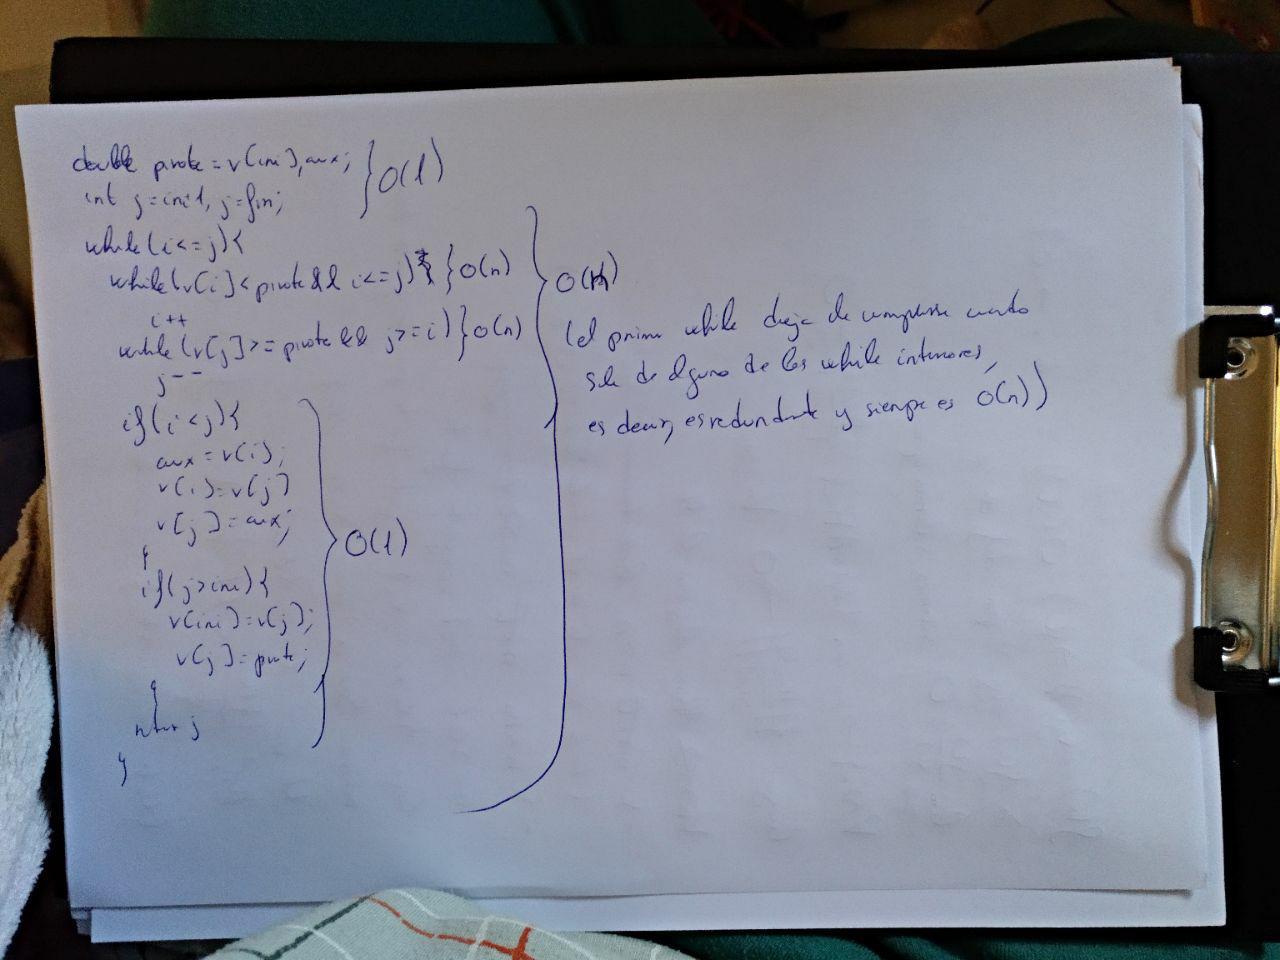 double pivote = v[ini], aux; } O(1)
int j = ini+1, j = fin;
while(i <= j){
while(v[i] < pivote && i <= j) } O(n)
i++
while(v[j] >= pivote && j >= i) } O(n)
j--
if(i < j){
aux = v[i];
v[i] = v[j]
v[j] = aux;
}
if(j > ini){
v[ini] = v[j];
v[j] = pivote;
}
return j
}
O(1)
O(n)
(el primer while deja de cumplirse cuando
sale de alguno de los while interiores,
es decir, es redundante y siempre es O(n))